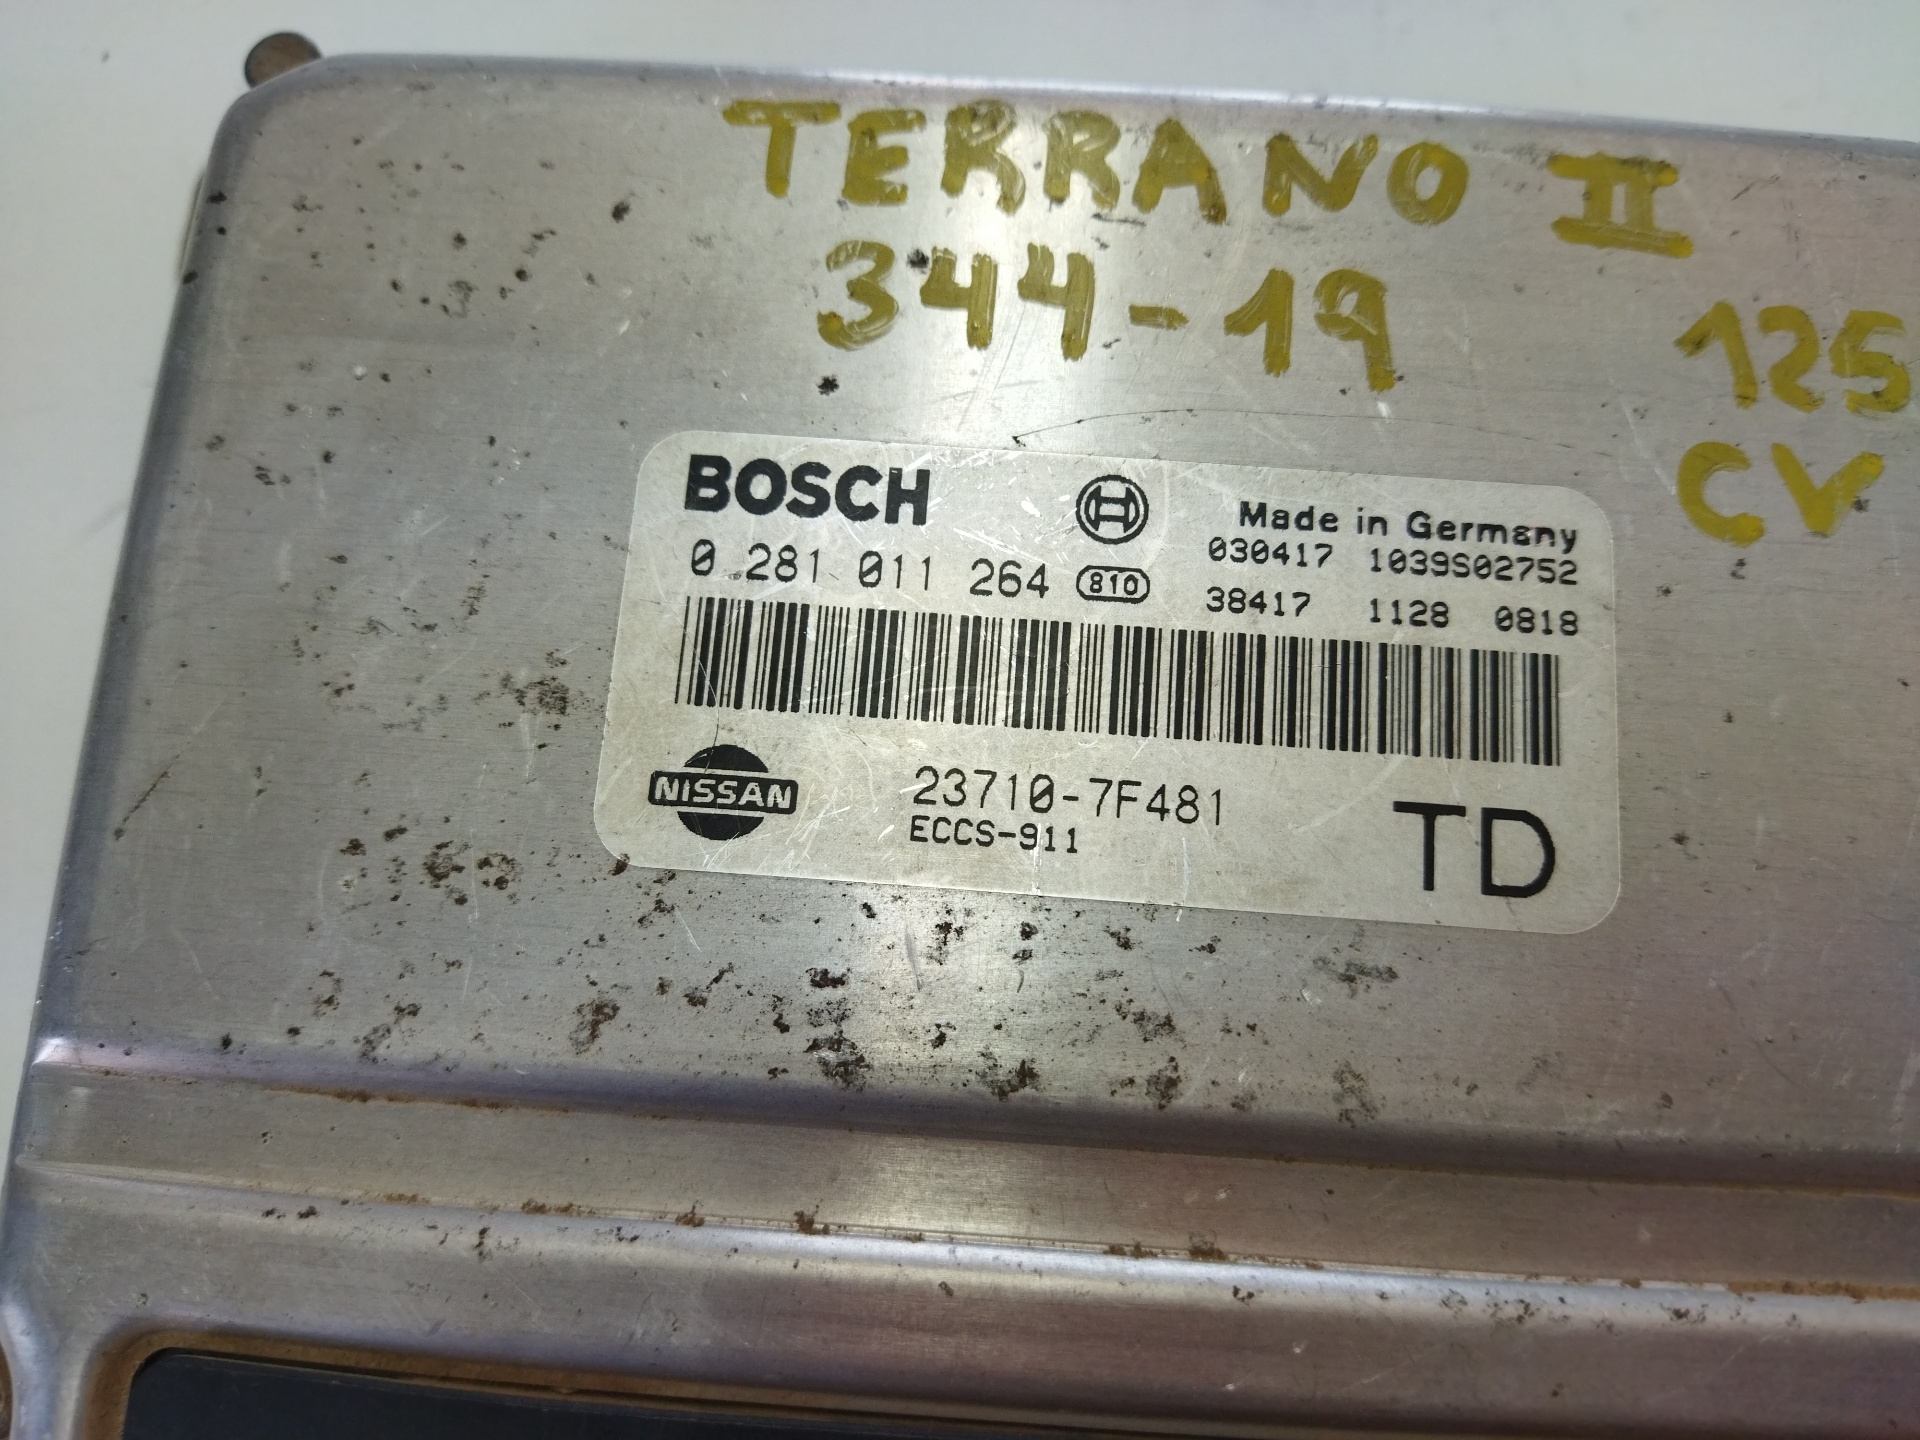 TERRANO II
344-19
125
CV
BOSCH
Made in Germany
0 281 011 264 810
030417 1039S02752
38417 1128 0818
NISSAN
23710-7F481
ECCS-911
TD